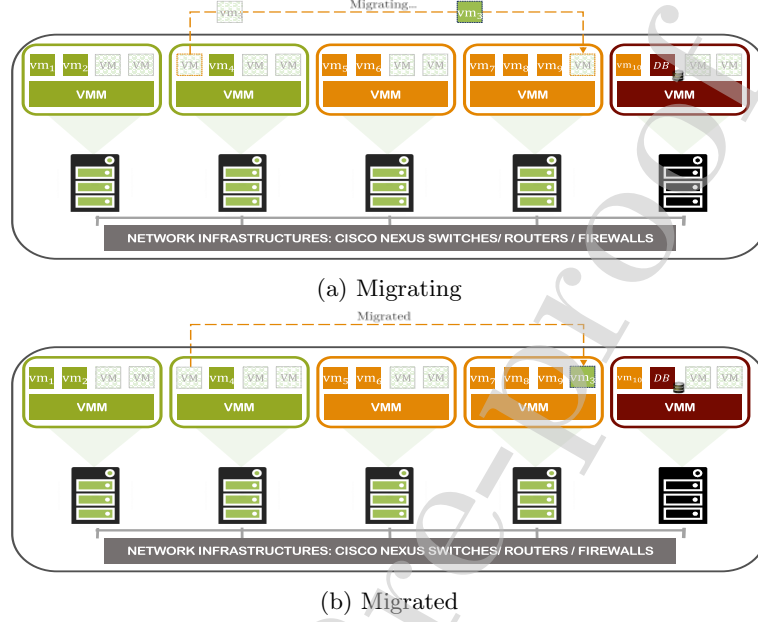 Migrating...
vm₃
vm₁ vm₂ VM VM
VM vm₄ VM VM
vm₅ vm₆ VM VM
vm₇ vm₈ vm₉ VM
vm₁₀ DB VM VM
VMM VMM VMM VMM VMM
NETWORK INFRASTRUCTURES: CISCO NEXUS SWITCHES/ ROUTERS / FIREWALLS
(a) Migrating
Migrated
vm₁ vm₂ VM VM
VM vm₄ VM VM
vm₅ vm₆ VM VM
vm₇ vm₈ vm₉ vm₃
vm₁₀ DB VM VM
VMM VMM VMM VMM VMM
NETWORK INFRASTRUCTURES: CISCO NEXUS SWITCHES/ ROUTERS / FIREWALLS
(b) Migrated
re-proof